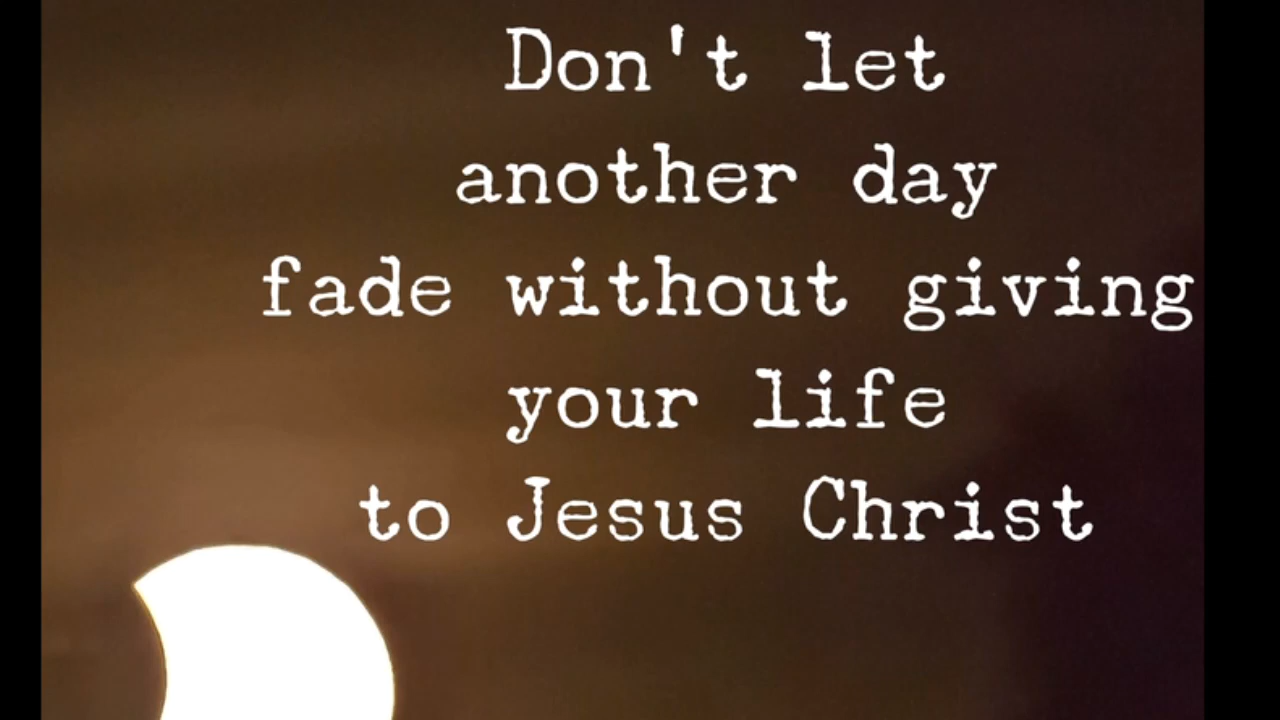 Don't let
another day
fade without giving
your life
to Jesus Christ